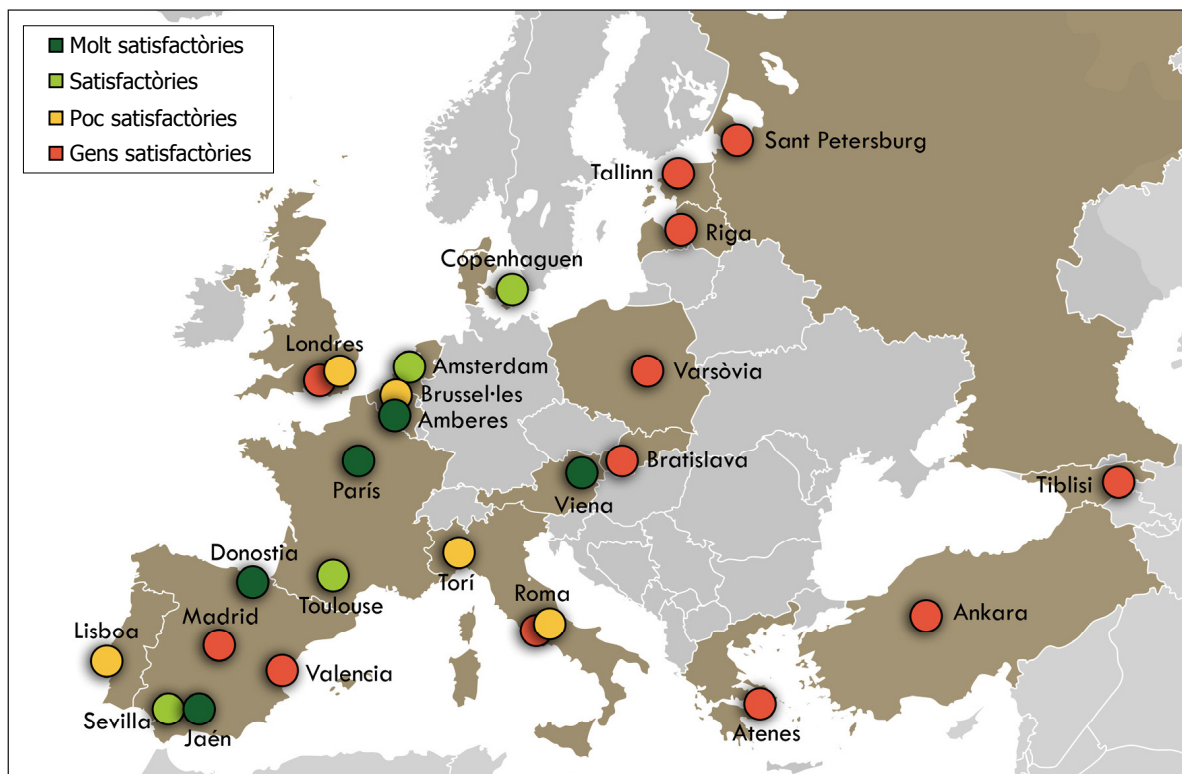 Molt satisfactòries
Satisfactòries
Poc satisfactòries
Gens satisfactòries
Sant Petersburg
Tallinn
Riga
Copenhaguen
Londres
Amsterdam
Varsòvia
Brussel·les
Amberes
Bratislava
París
Viena
Tiblisi
Donostia
Torí
Roma
Toulouse
Madrid
Ankara
Lisboa
Valencia
Sevilla
Jaén
Atenes